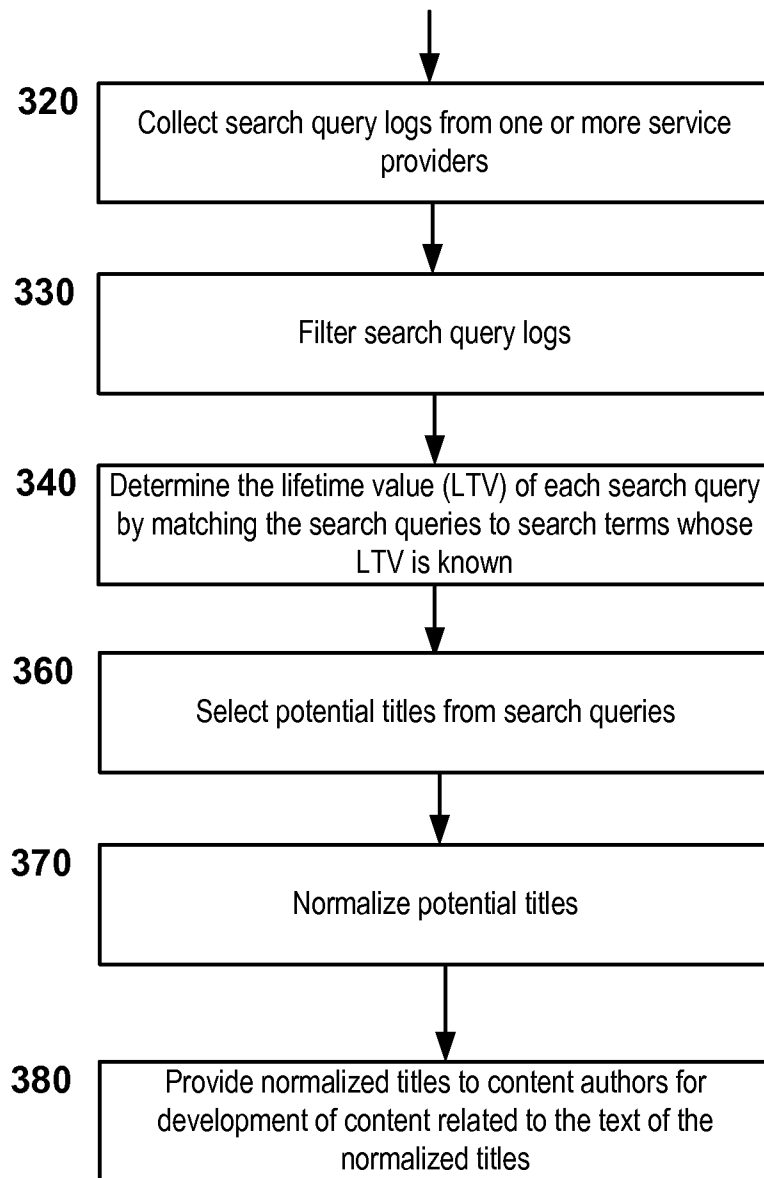 320
Collect search query logs from one or more service
providers
330
Filter search query logs
340
Determine the lifetime value (LTV) of each search query
by matching the search queries to search terms whose
LTV is known
360
Select potential titles from search queries
370
Normalize potential titles
380
Provide normalized titles to content authors for
development of content related to the text of the
normalized titles